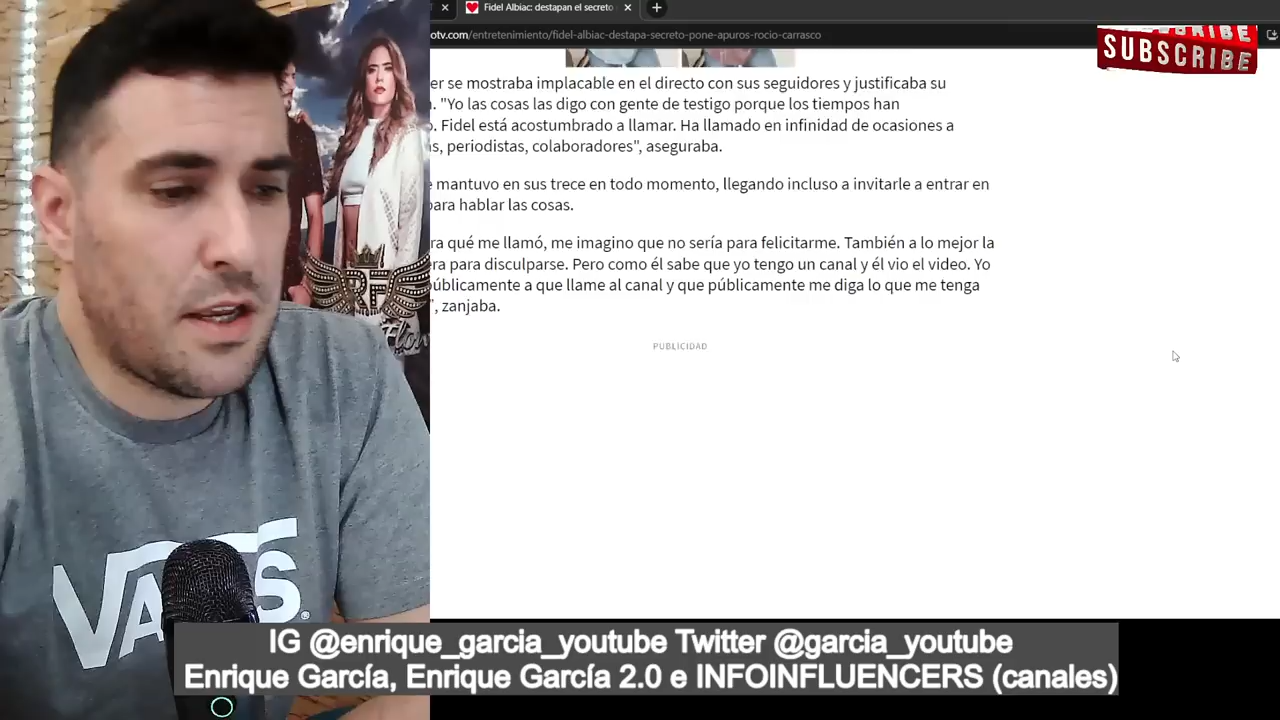 Fidel Albiac: destapan el secreto
otv.com/entretenimiento/fidel-albiac-destapa-secreto-pone-apuros-rocio-carrasco
SUBSCRIBE
SUBSCRIBE
er se mostraba implacable en el directo con sus seguidores y justificaba su
. "Yo las cosas las digo con gente de testigo porque los tiempos han
o. Fidel está acostumbrado a llamar. Ha llamado en infinidad de ocasiones a
s, periodistas, colaboradores", aseguraba.
e mantuvo en sus trece en todo momento, llegando incluso a invitarle a entrar en
para hablar las cosas.
ra qué me llamó, me imagino que no sería para felicitarme. También a lo mejor la
era para disculparse. Pero como él sabe que yo tengo un canal y él vio el video. Yo
públicamente a que llame al canal y que públicamente me diga lo que me tenga
", zanjaba.
PUBLICIDAD
RF
Flow
VANS
IG @enrique_garcia_youtube Twitter @garcia_youtube
Enrique García, Enrique García 2.0 e INFOINFLUENCERS (canales)